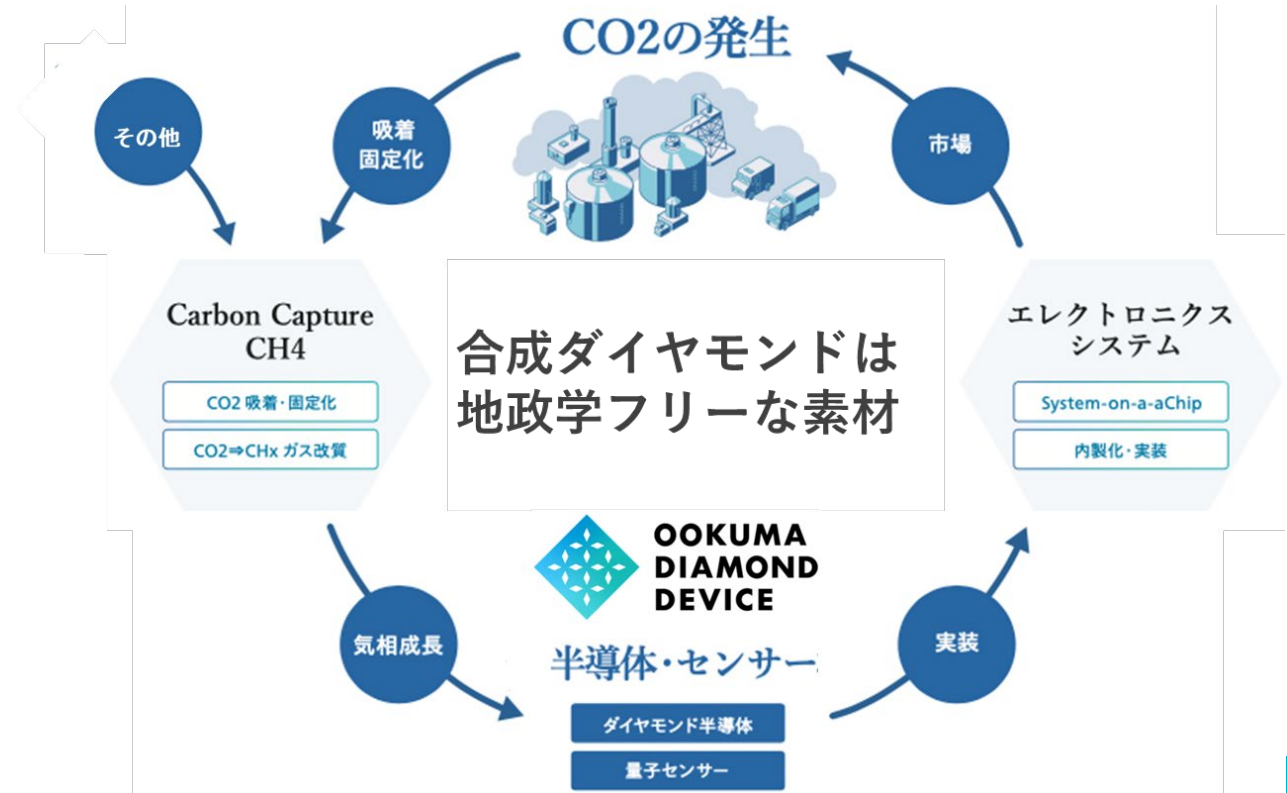 CO2の発生
その他
吸着
固定化
市場
Carbon Capture
CH4
CO2 吸着・固定化
CO2⇒CHx ガス改質
合成ダイヤモンドは
地政学フリーな素材
エレクトロニクス
システム
System-on-a-aChip
内製化・実装
OOKUMA
DIAMOND
DEVICE
気相成長
半導体・センサー
実装
ダイヤモンド半導体
量子センサー